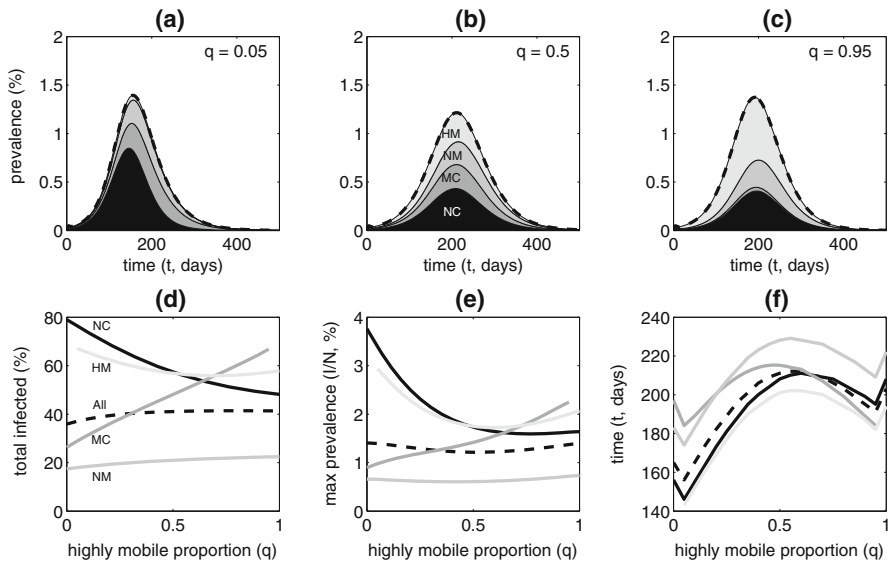 (a)
(b)
(c)
2
1.5
1
0.5
0
prevalence (%)
q = 0.05
0
200
400
time (t, days)
2
1.5
1
0.5
0
q = 0.5
HM
NM
MC
NC
0
200
400
time (t, days)
2
1.5
1
0.5
0
q = 0.95
0
200
400
time (t, days)
(d)
(e)
(f)
80
60
40
20
0
total infected (%)
NC
HM
All
MC
NM
0
0.5
1
highly mobile proportion (q)
4
3
2
1
0
max prevalence (I/N, %)
0
0.5
1
highly mobile proportion (q)
240
220
200
180
160
140
time (t, days)
0
0.5
1
highly mobile proportion (q)